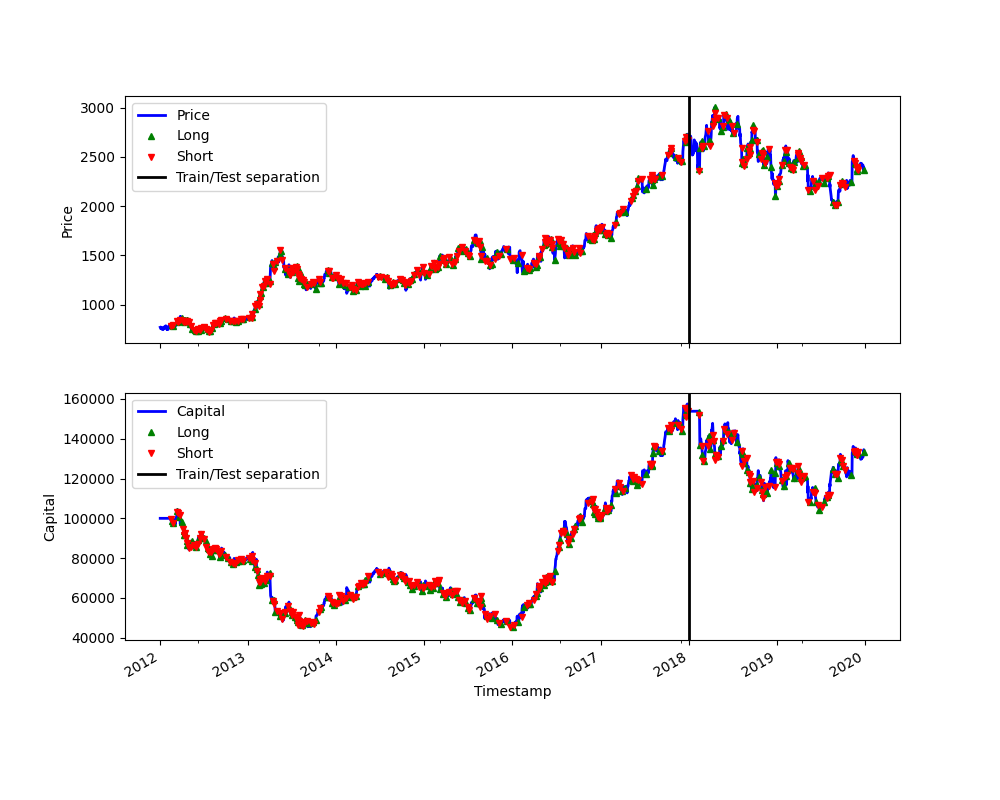 3000
2500
2000
1500
1000
Price
Price
Long
Short
Train/Test separation
160000
140000
120000
100000
80000
60000
40000
Capital
Capital
Long
Short
Train/Test separation
2012
2013
2014
2015
2016
2017
2018
2019
2020
Timestamp